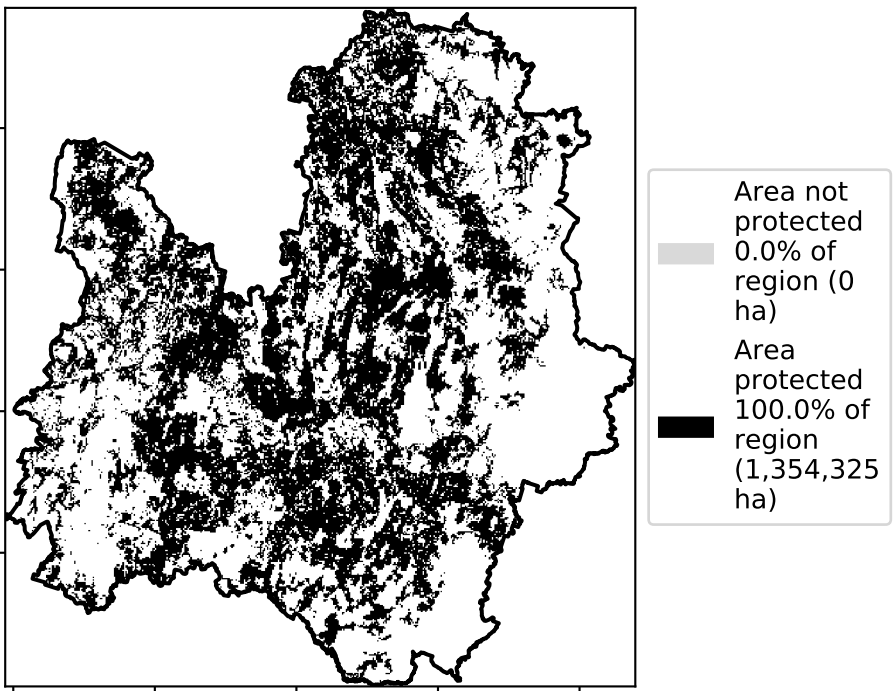 Area not
protected
0.0% of
region (0
ha)
Area
protected
100.0% of
region
(1,354,325
ha)